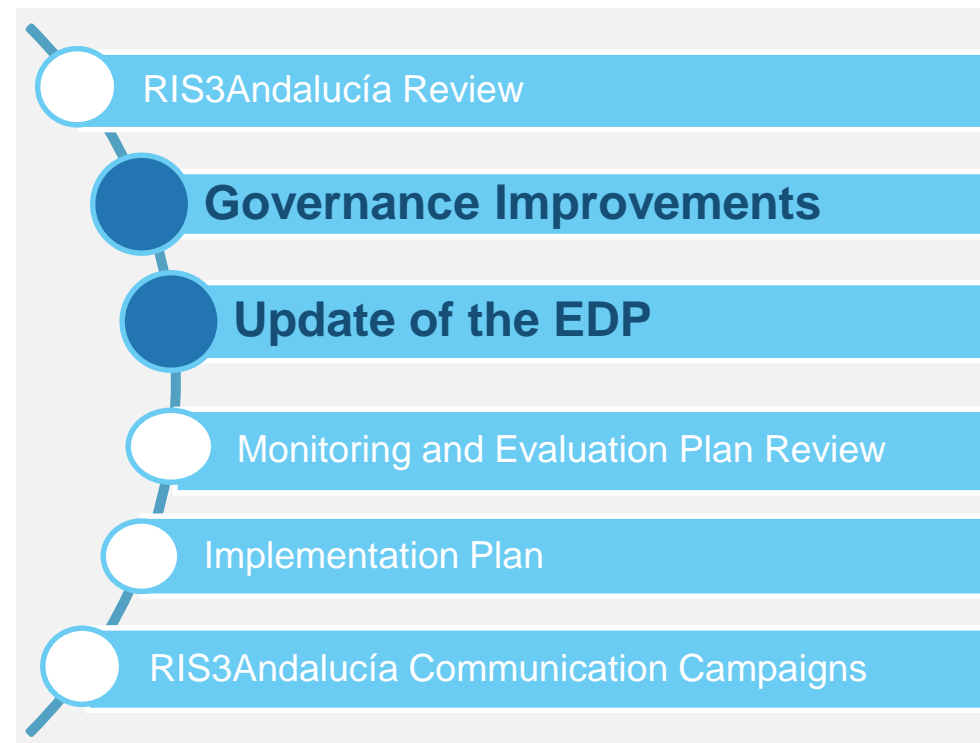 RIS3Andalucía Review
Governance Improvements
Update of the EDP
Monitoring and Evaluation Plan Review
Implementation Plan
RIS3Andalucía Communication Campaigns